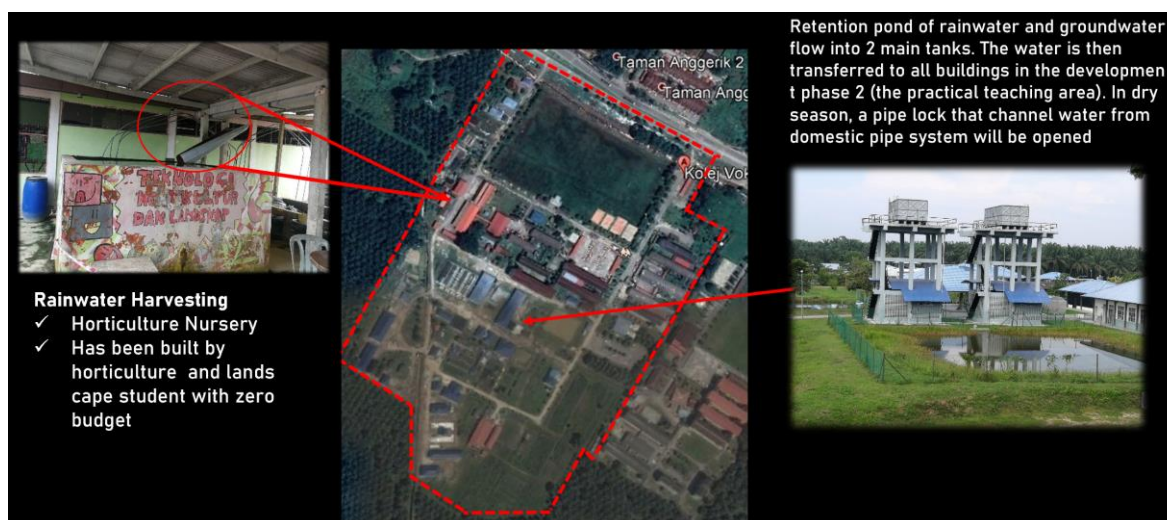 Retention pond of rainwater and groundwater
flow into 2 main tanks. The water is then
transferred to all buildings in the developmen
t phase 2 (the practical teaching area). In dry
season, a pipe lock that channel water from
domestic pipe system will be opened
Taman Anggerik 2
Taman Angg
Kolej Vok
TEKNOLOGI
HORTIKULTUR
DAN LANDSKAP
Rainwater Harvesting
✓ Horticulture Nursery
✓ Has been built by
horticulture and lands
cape student with zero
budget